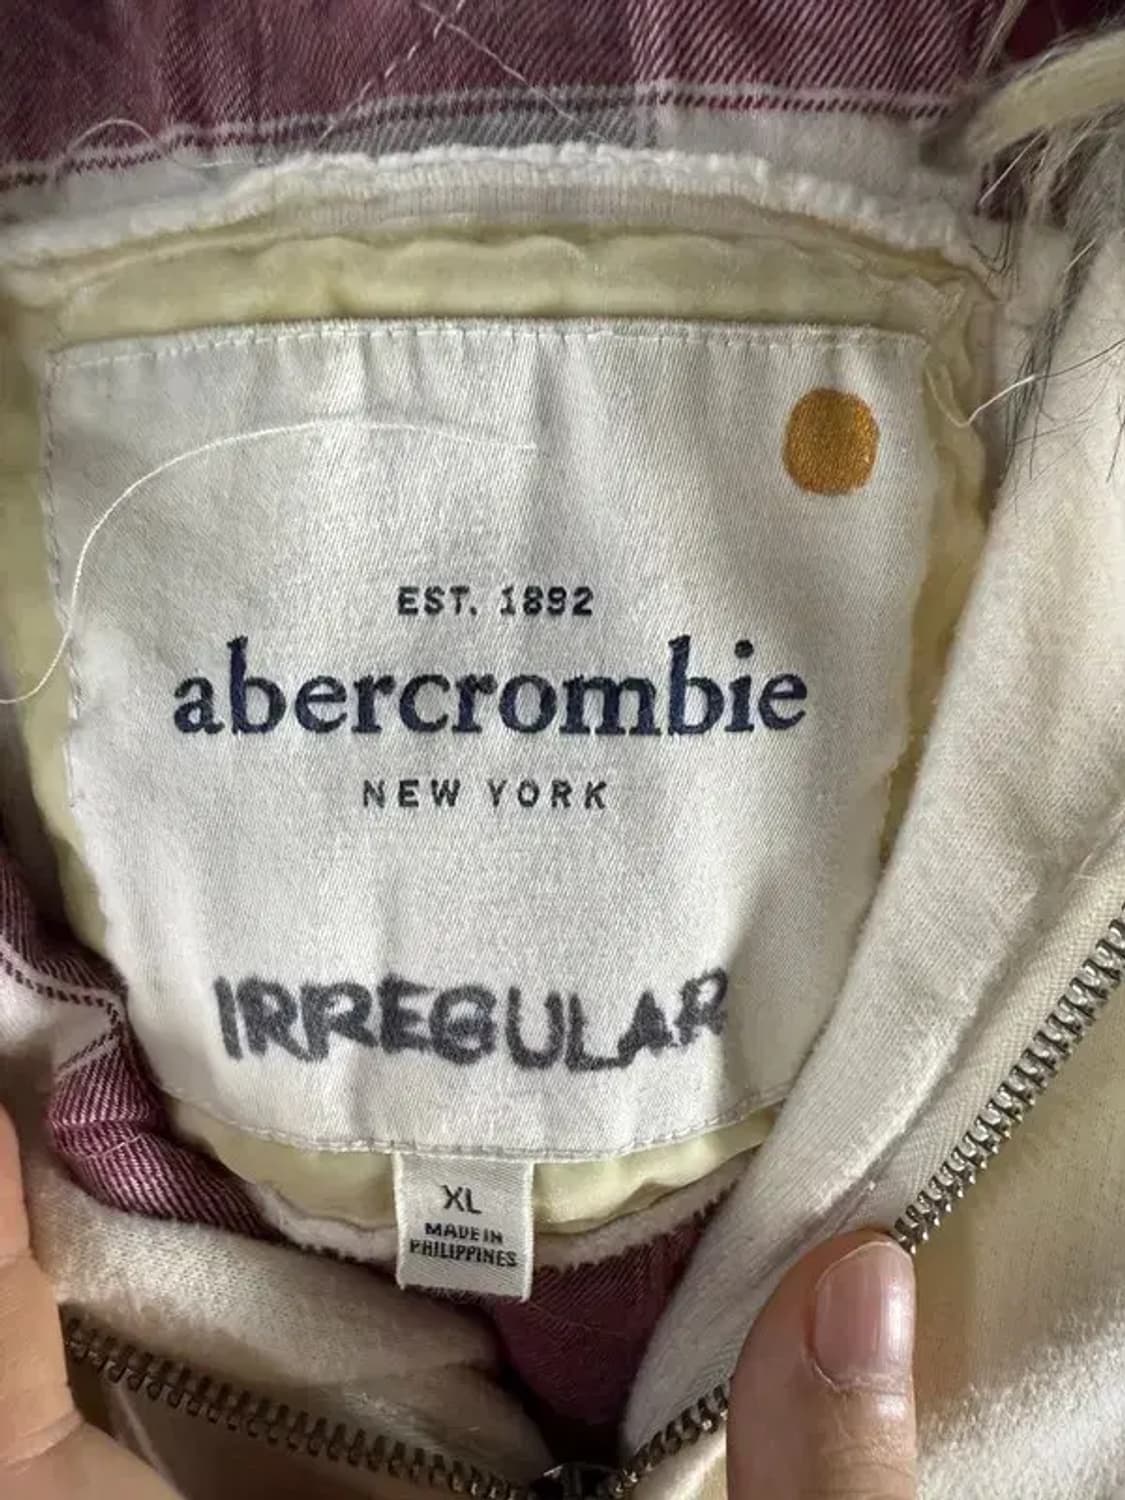 EST. 1892
abercrombie
NEW YORK
IRREGULAR
XL
MADE IN
PHILIPPINES